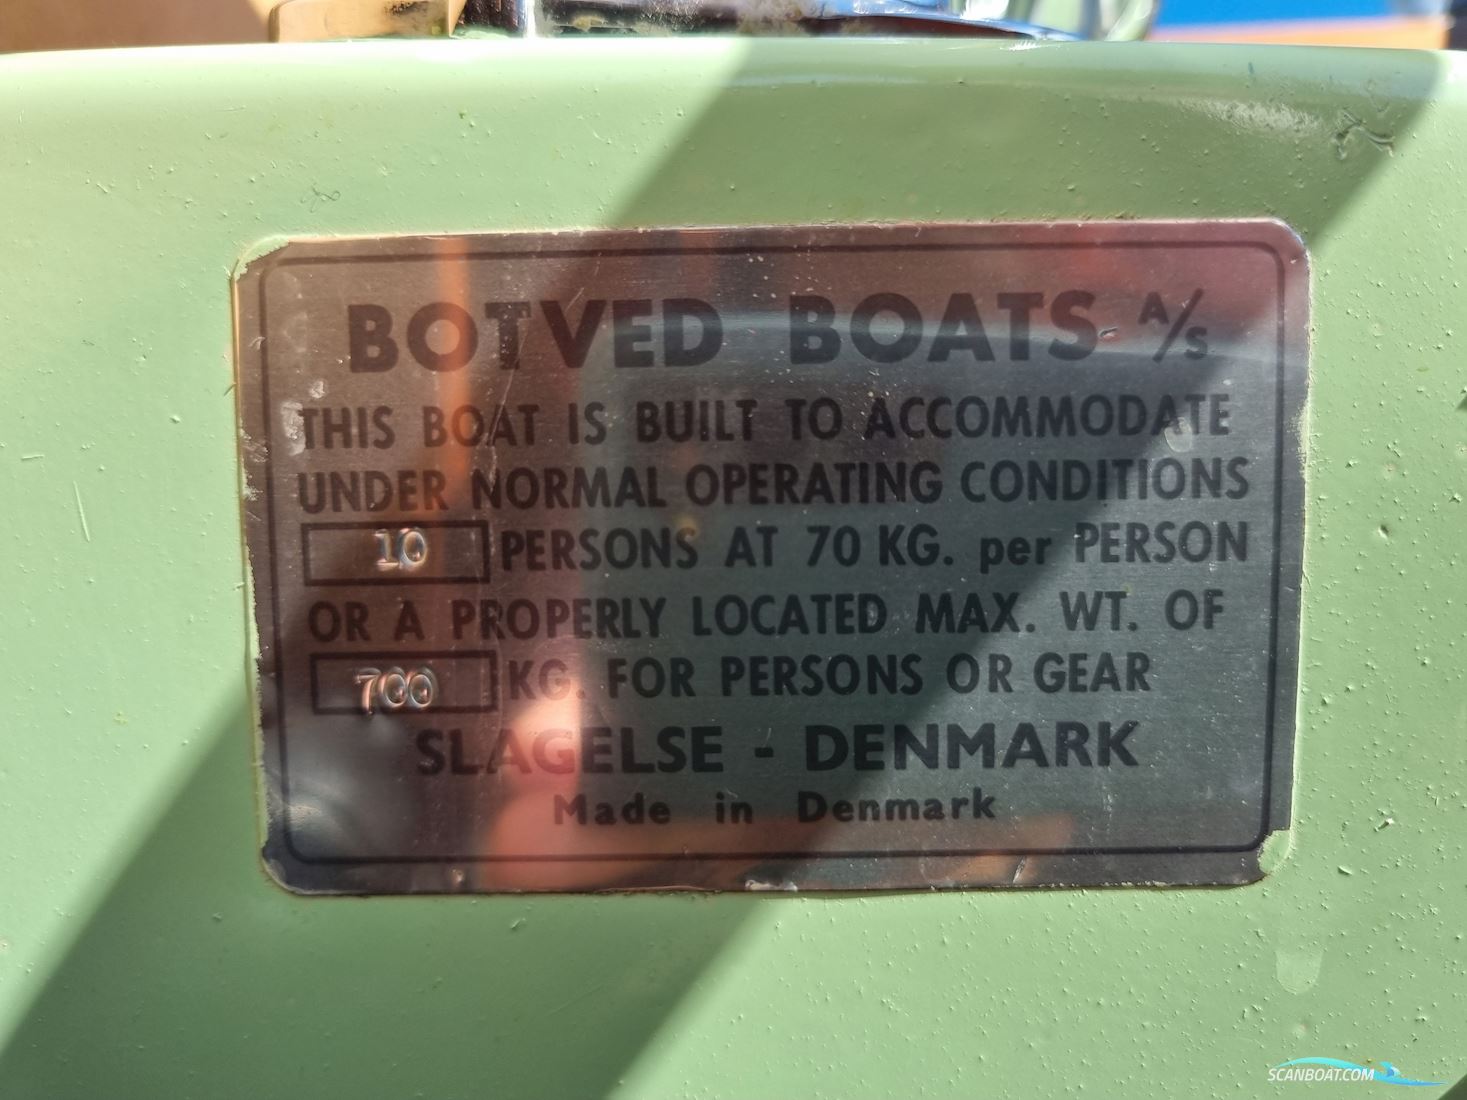 BOTVED BOATS A/S
THIS BOAT IS BUILT TO ACCOMMODATE
UNDER NORMAL OPERATING CONDITIONS
10 PERSONS AT 70 KG. per PERSON
OR A PROPERLY LOCATED MAX. WT. OF
700 KG. FOR PERSONS OR GEAR
SLAGELSE - DENMARK
Made in Denmark
SCANBOAT.COM